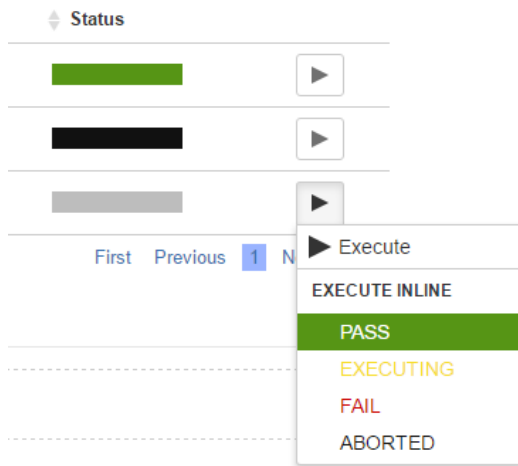 Status
First Previous 1 N
Execute
EXECUTE INLINE
PASS
EXECUTING
FAIL
ABORTED